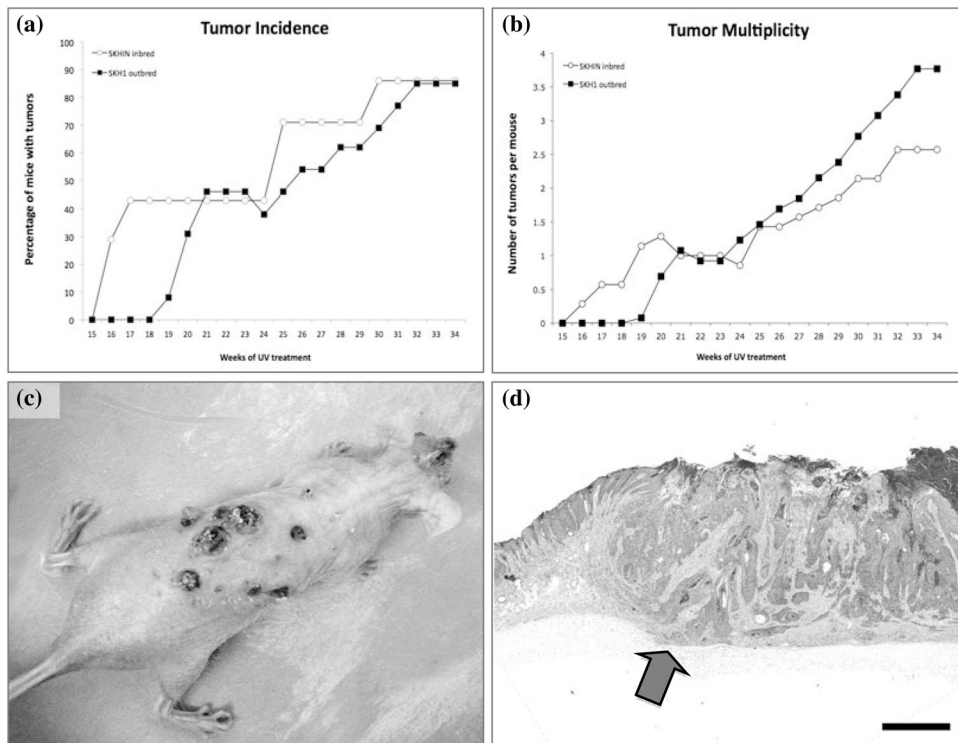 (a)
Tumor Incidence
SKHIN inbred
SKH1 outbred
Percentage of mice with tumors
100
90
80
70
60
50
40
30
20
10
0
15 16 17 18 19 20 21 22 23 24 25 26 27 28 29 30 31 32 33 34
Weeks of UV treatment
(b)
Tumor Multiplicity
SKHIN inbred
SKH1 outbred
Number of tumors per mouse
4
3.5
3
2.5
2
1.5
1
0.5
0
15 16 17 18 19 20 21 22 23 24 25 26 27 28 29 30 31 32 33 34
Weeks of UV treatment
(c)
(d)